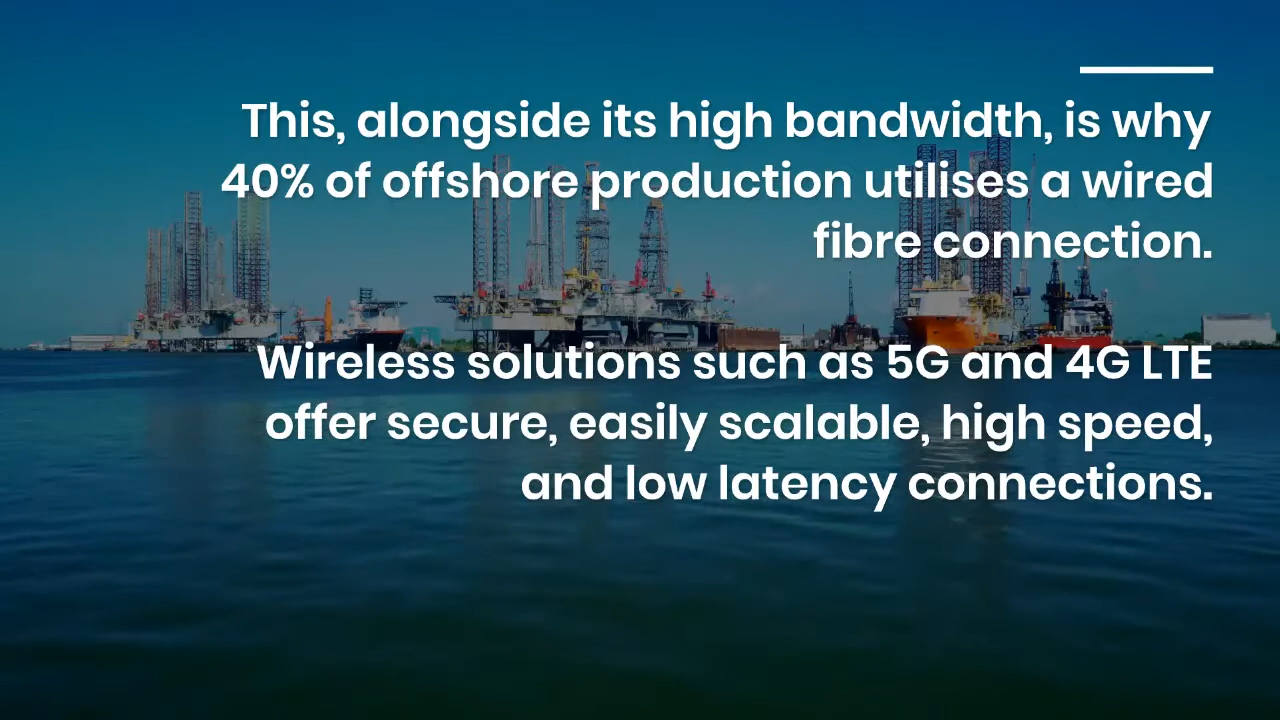 This, alongside its high bandwidth, is why
40% of offshore production utilises a wired
fibre connection.
Wireless solutions such as 5G and 4G LTE
offer secure, easily scalable, high speed,
and low latency connections.